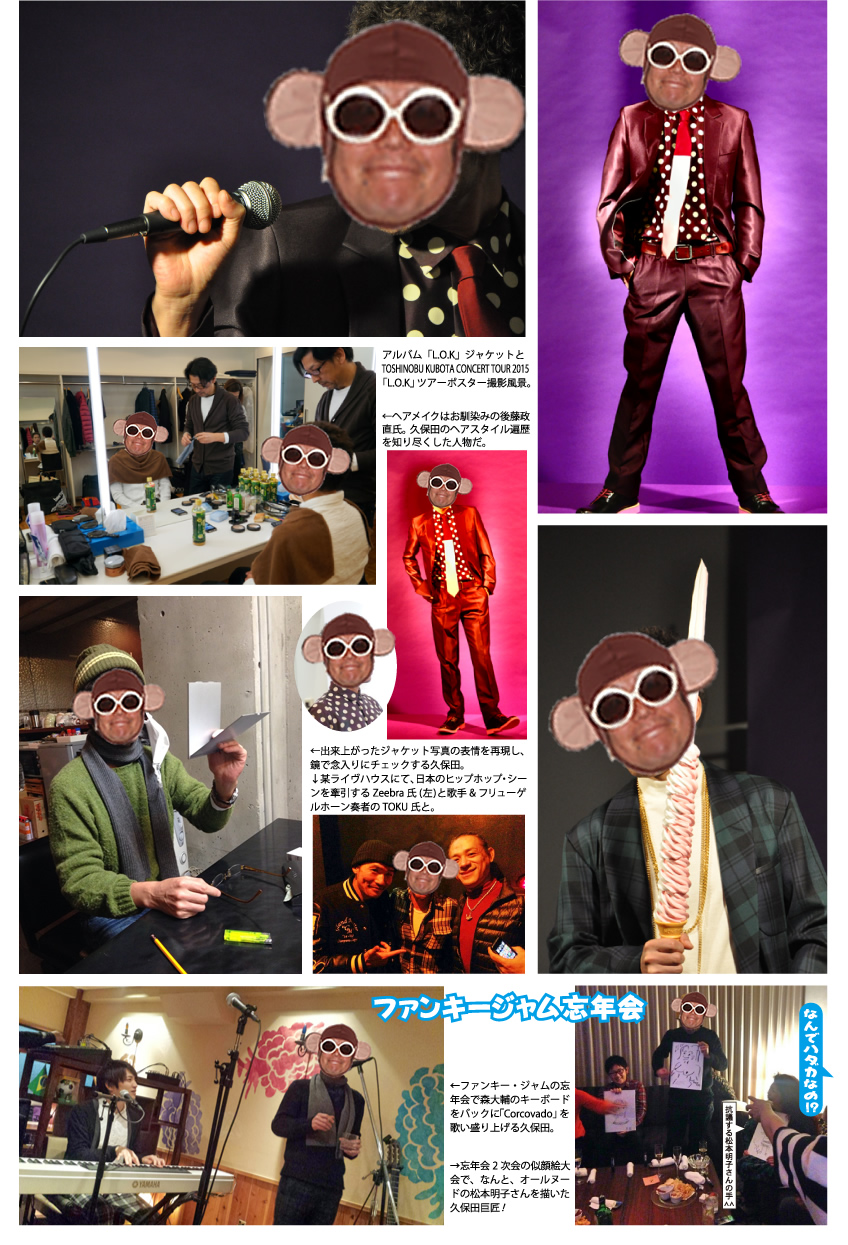 アルバム「L.O.K」ジャケットと
TOSHINOBU KUBOTA CONCERT TOUR 2015
「L.O.K」ツアーポスター撮影風景。
←ヘアメイクはお馴染みの後藤政
直氏。久保田のヘアスタイル遍歴
を知り尽くした人物だ。
←出来上がったジャケット写真の表情を再現し、
鏡で念入りにチェックする久保田。
↓某ライヴハウスにて、日本のヒップホップ・シー
ンを牽引する Zeebra 氏 (左) と歌手 & フリューゲ
ルホーン奏者の TOKU 氏と。
ファンキージャム忘年会
←ファンキー・ジャムの忘
年会で森大輔のキーボード
をバックに「Corcovado」を
歌い盛り上げる久保田。
→忘年会 2 次会の似顔絵大
会で、なんと、オールヌー
ドの松本明子さんを描いた
久保田巨匠！
なんでハダカなの!?
抗議する松本明子さんの手^^
YAMAHA